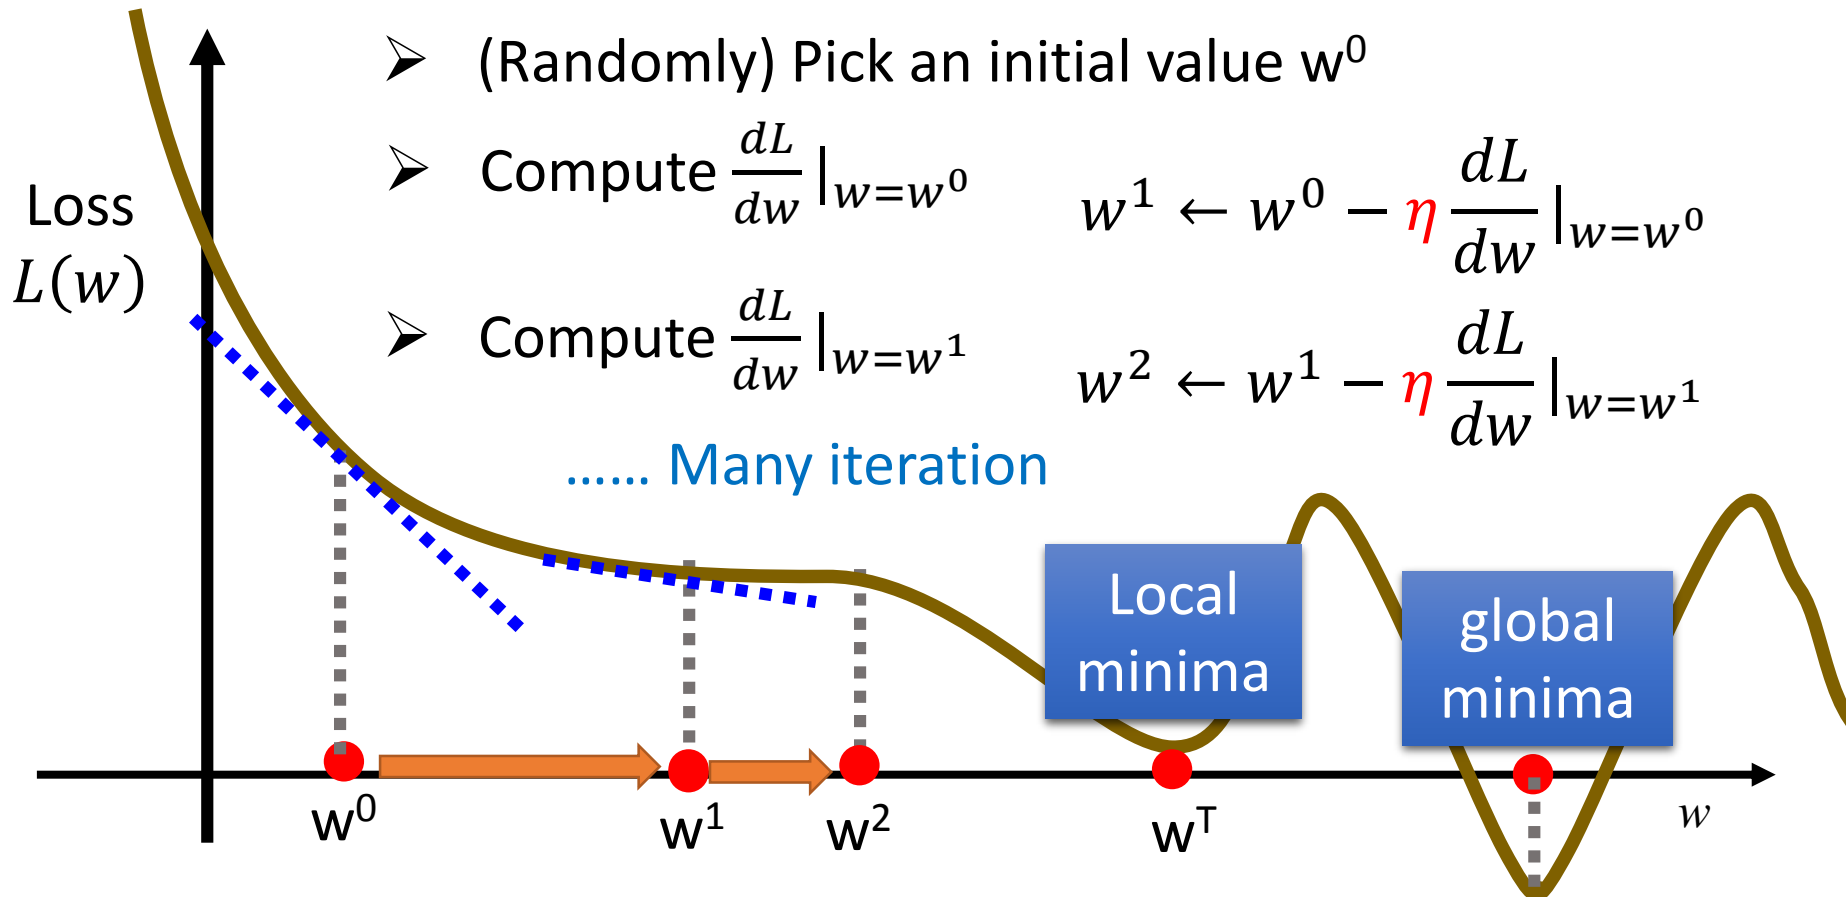 ➢ (Randomly) Pick an initial value w⁰
➢ Compute dL/dw |w=w⁰
w¹ ← w⁰ − η dL/dw |w=w⁰
Loss
L(w)
➢ Compute dL/dw |w=w¹
w² ← w¹ − η dL/dw |w=w¹
...... Many iteration
Local
minima
global
minima
w⁰
w¹
w²
wᵀ
w